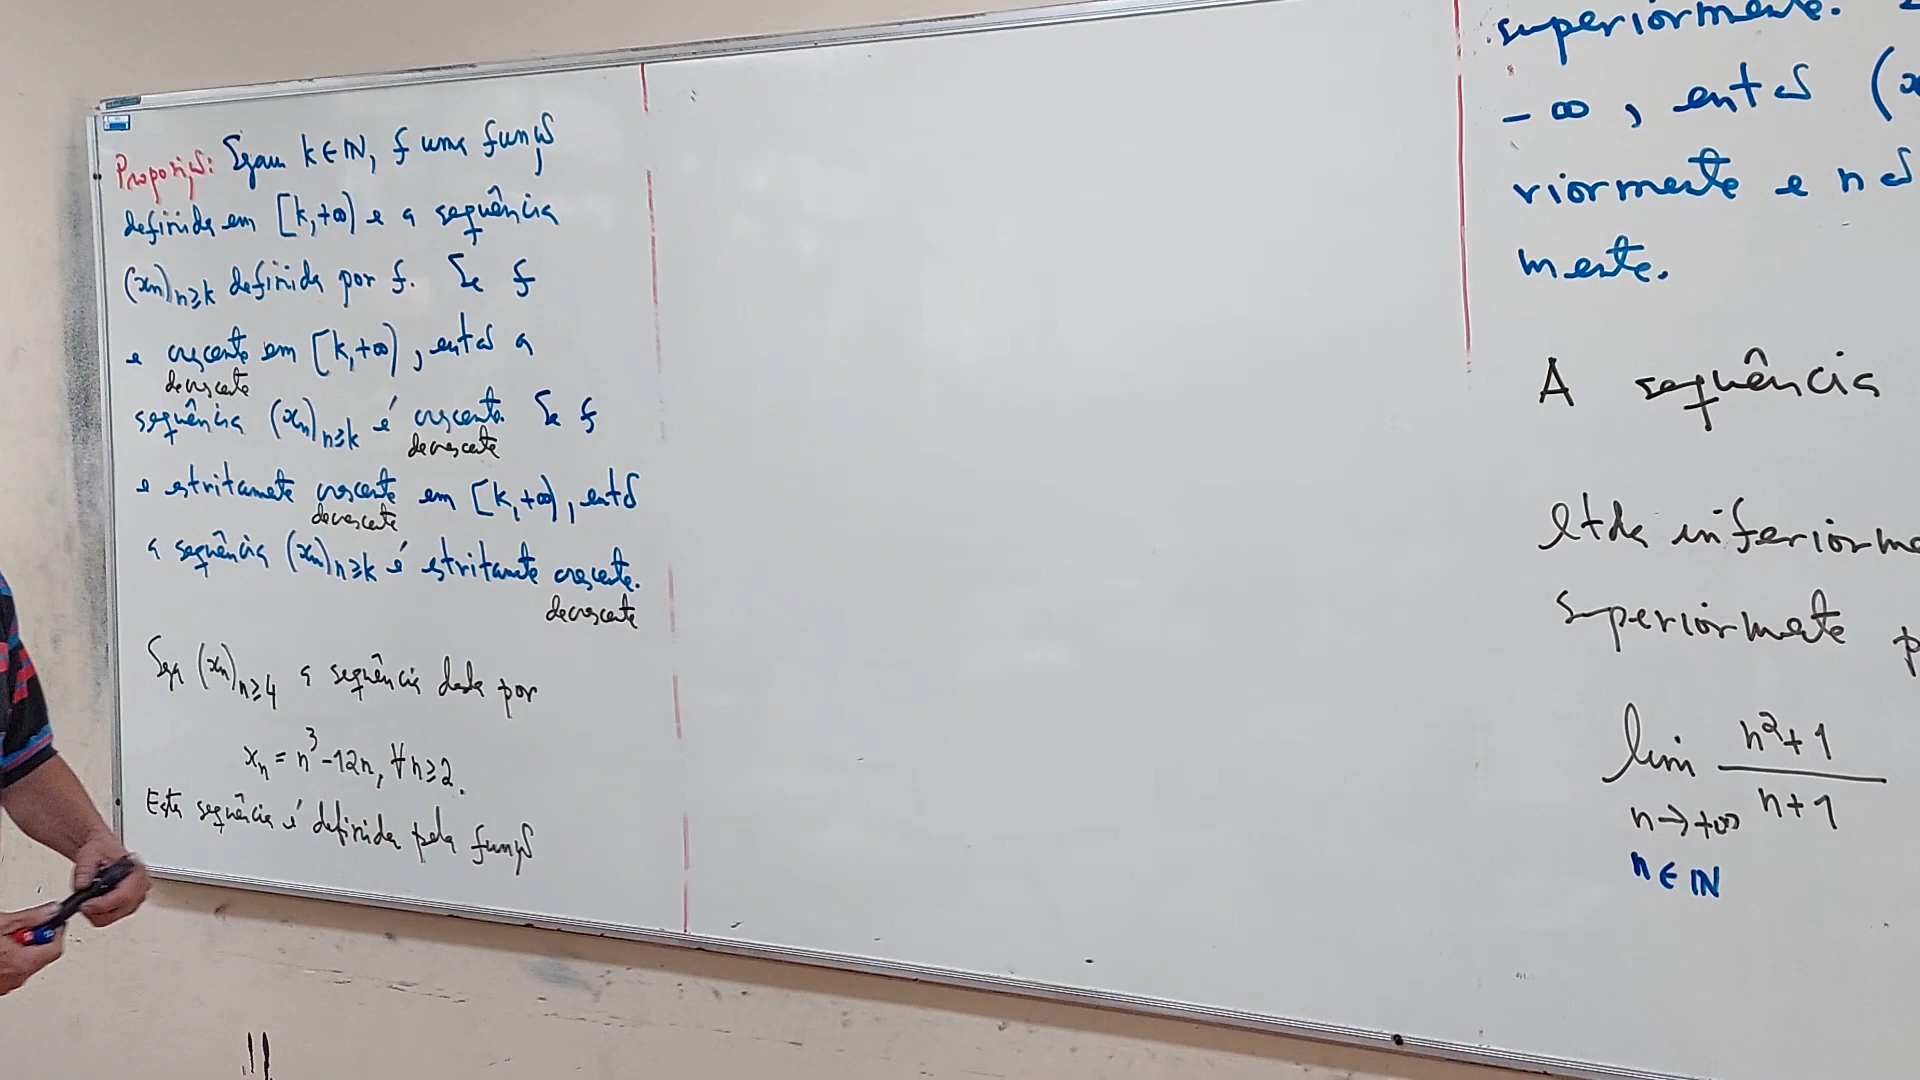 Proposição: Sejam k ∈ ℕ, f uma função
definida em [k,+∞) e a sequência
(xn)n≥k definida por f. Se f
e crescente em [k,+∞), então a
decrescente
sequência (xn)n≥k é crescente. Se f
decrescente
e estritamente crescente em [k,+∞), então
decrescente
a sequência (xn)n≥k é estritamente crescente.
decrescente
Seja (xn)n≥4 a sequência dada por
xn = n³-12n, ∀n≥2.
Esta sequência é definida pela função
superiormente.
-∞, então (x
riormente e não
mente.
A sequência
ltda inferiorme
superiormente p
lim n²+1 / n+1
n→+∞
n ∈ ℕ